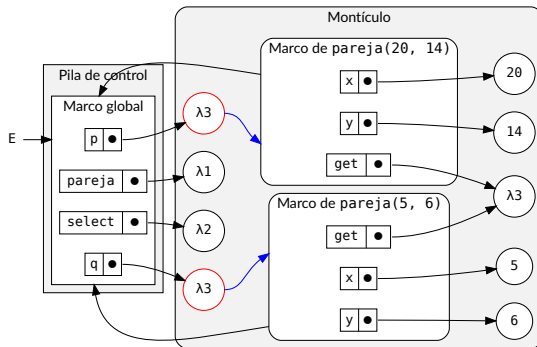 Montículo
Pila de control
Marco global
E
p
pareja
select
q
λ3
λ1
λ2
λ3
Marco de pareja(20, 14)
x
y
get
Marco de pareja(5, 6)
get
x
y
20
14
λ3
5
6